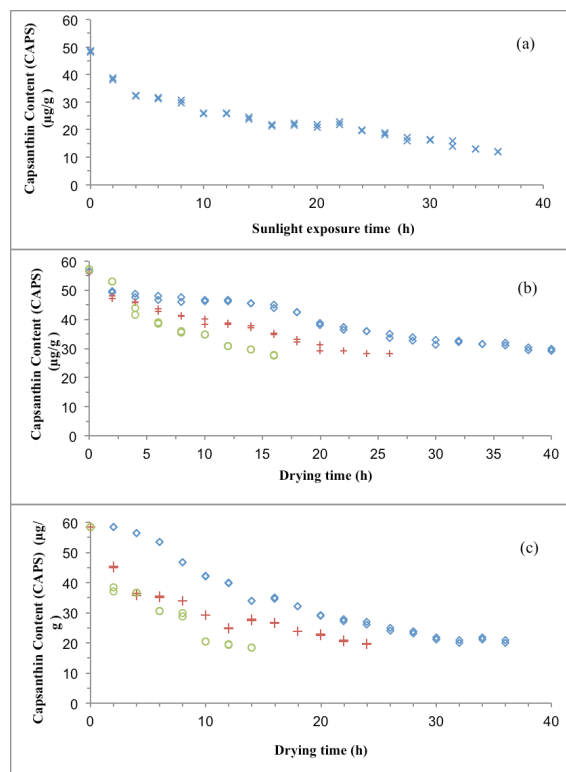 (a)
Capsanthin Content (CAPS)
(µg/g)
60
50
40
30
20
10
0
0 10 20 30 40
Sunlight exposure time (h)
(b)
Capsanthin Content (CAPS)
(µg/g)
60
50
40
30
20
10
0
0 5 10 15 20 25 30 35 40
Drying time (h)
(c)
Capsanthin Content (CAPS) (µg/
g )
60
50
40
30
20
10
0
0 10 20 30 40
Drying time (h)